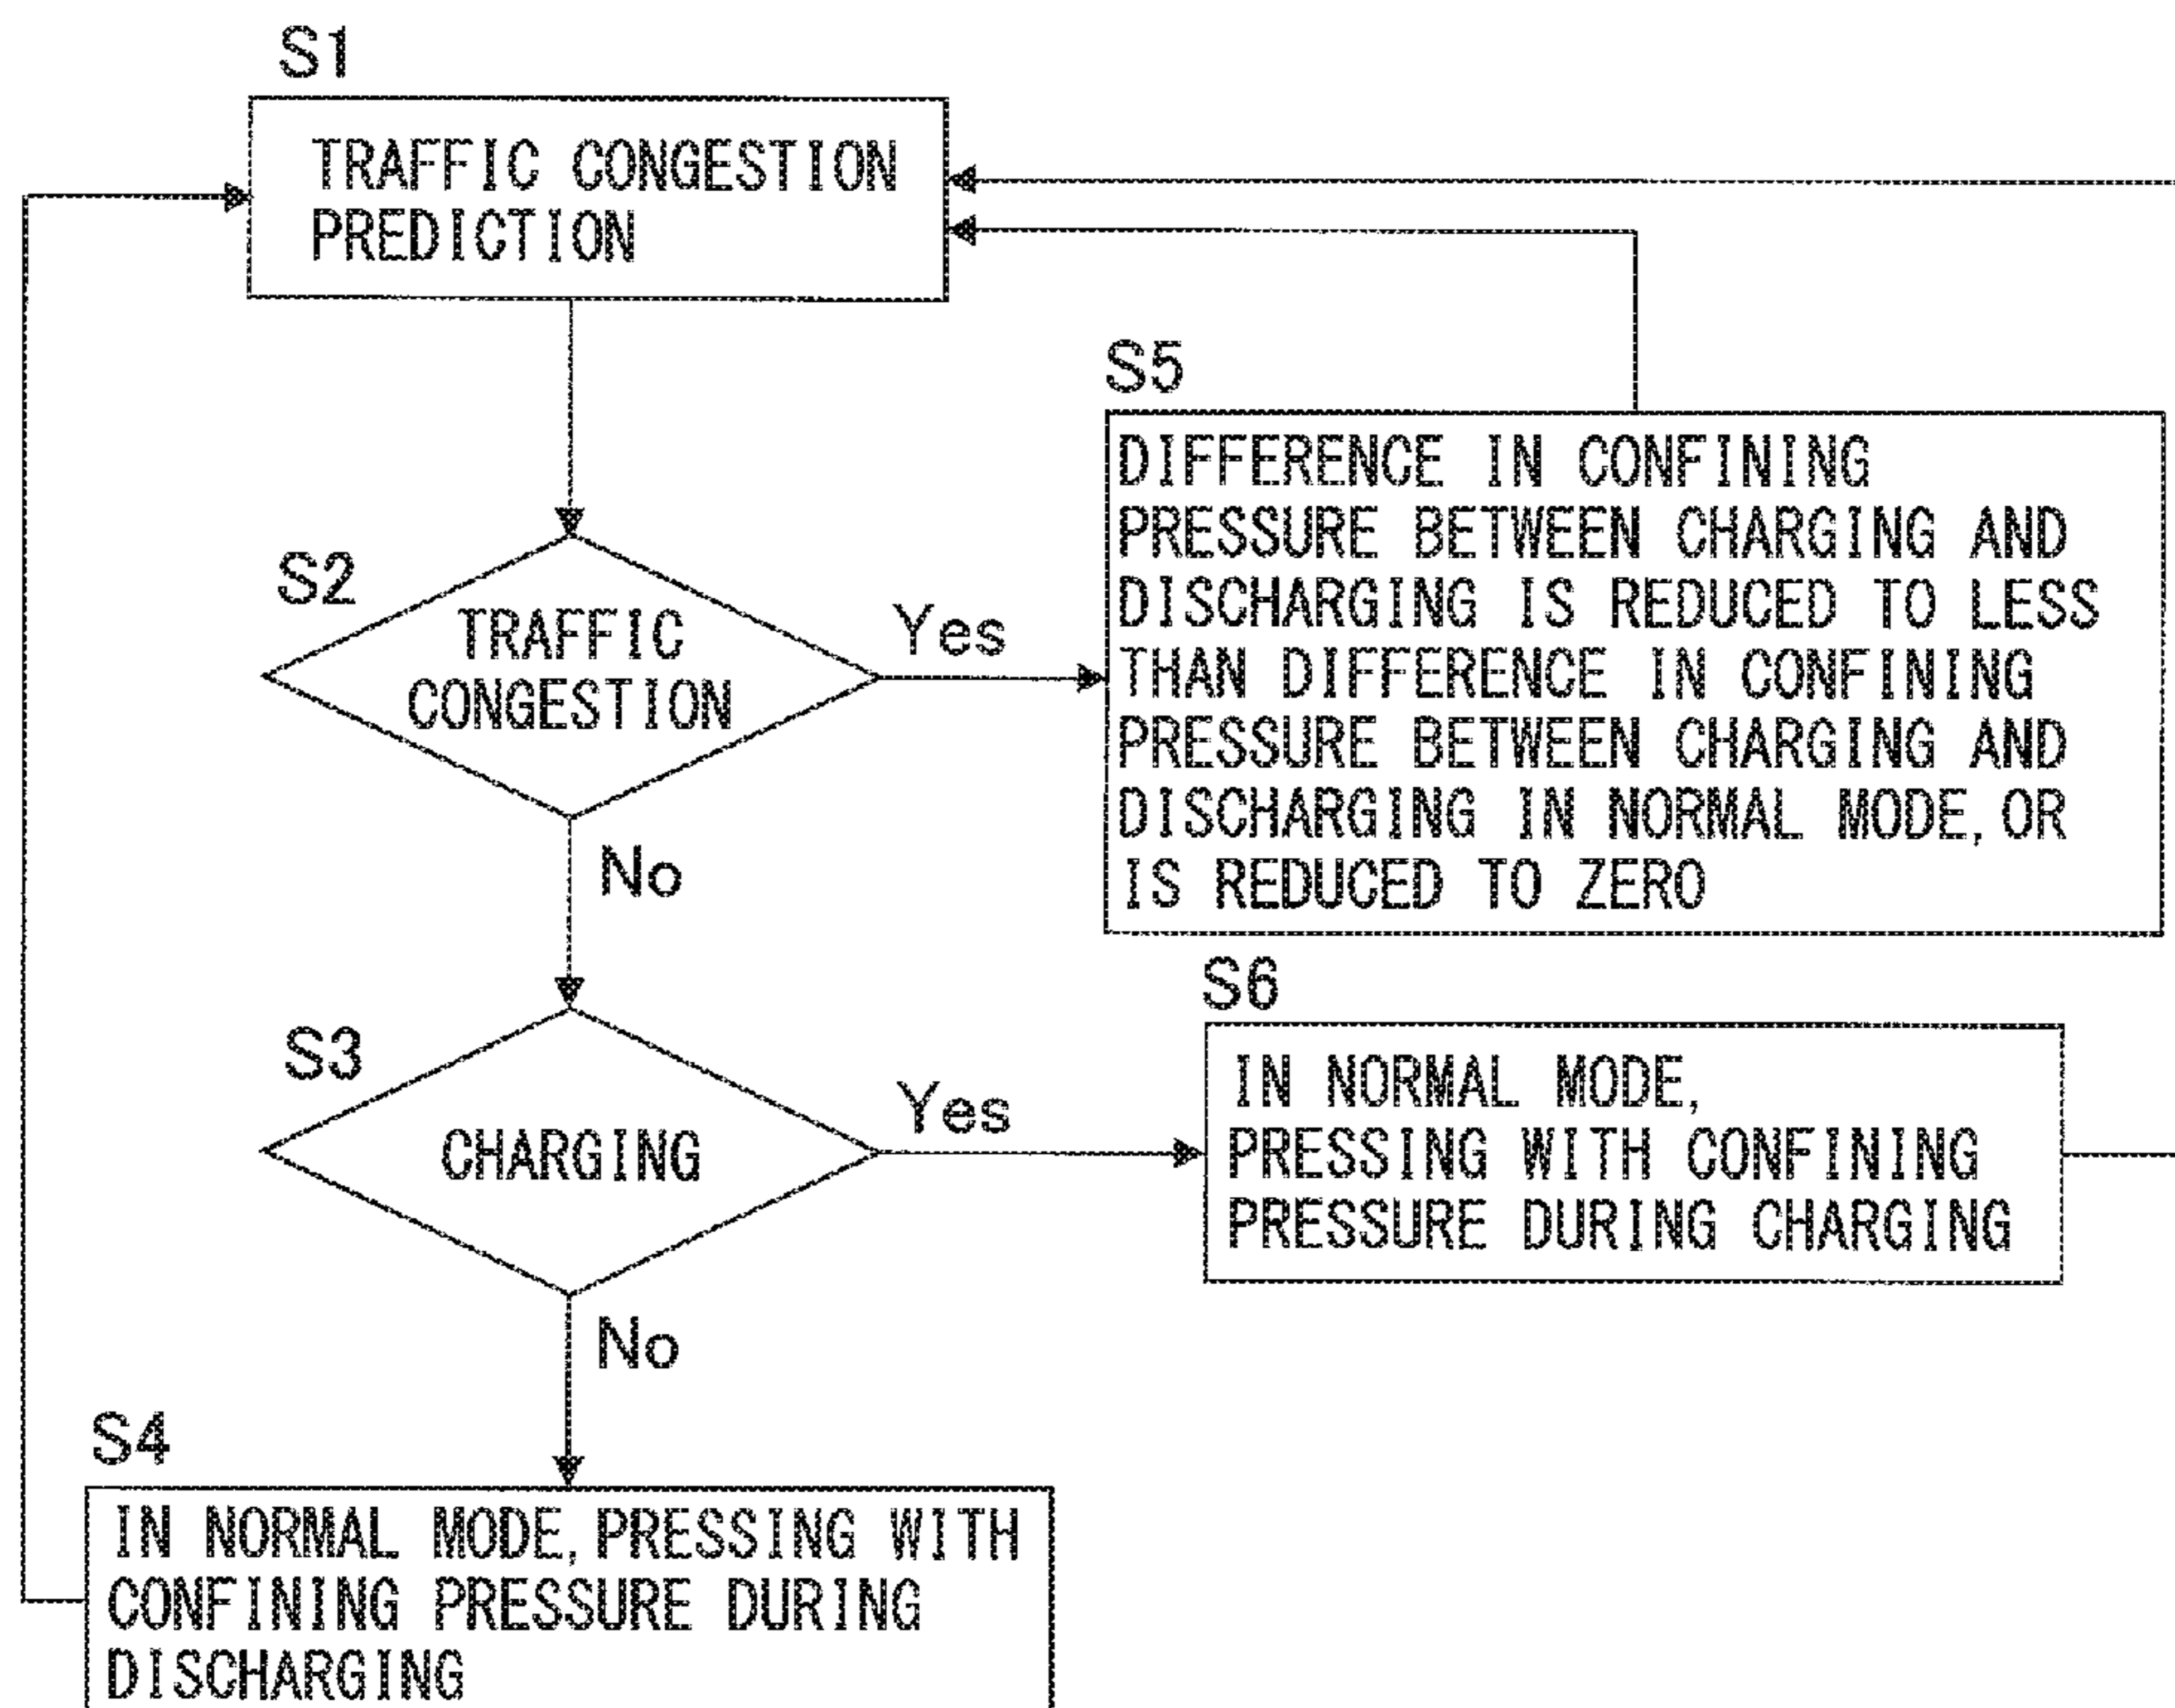 S1
TRAFFIC CONGESTION
PREDICTION
S2
TRAFFIC
CONGESTION
Yes
No
S5
DIFFERENCE IN CONFINING
PRESSURE BETWEEN CHARGING AND
DISCHARGING IS REDUCED TO LESS
THAN DIFFERENCE IN CONFINING
PRESSURE BETWEEN CHARGING AND
DISCHARGING IN NORMAL MODE, OR
IS REDUCED TO ZERO
S3
CHARGING
Yes
No
S6
IN NORMAL MODE,
PRESSING WITH CONFINING
PRESSURE DURING CHARGING
S4
IN NORMAL MODE, PRESSING WITH
CONFINING PRESSURE DURING
DISCHARGING